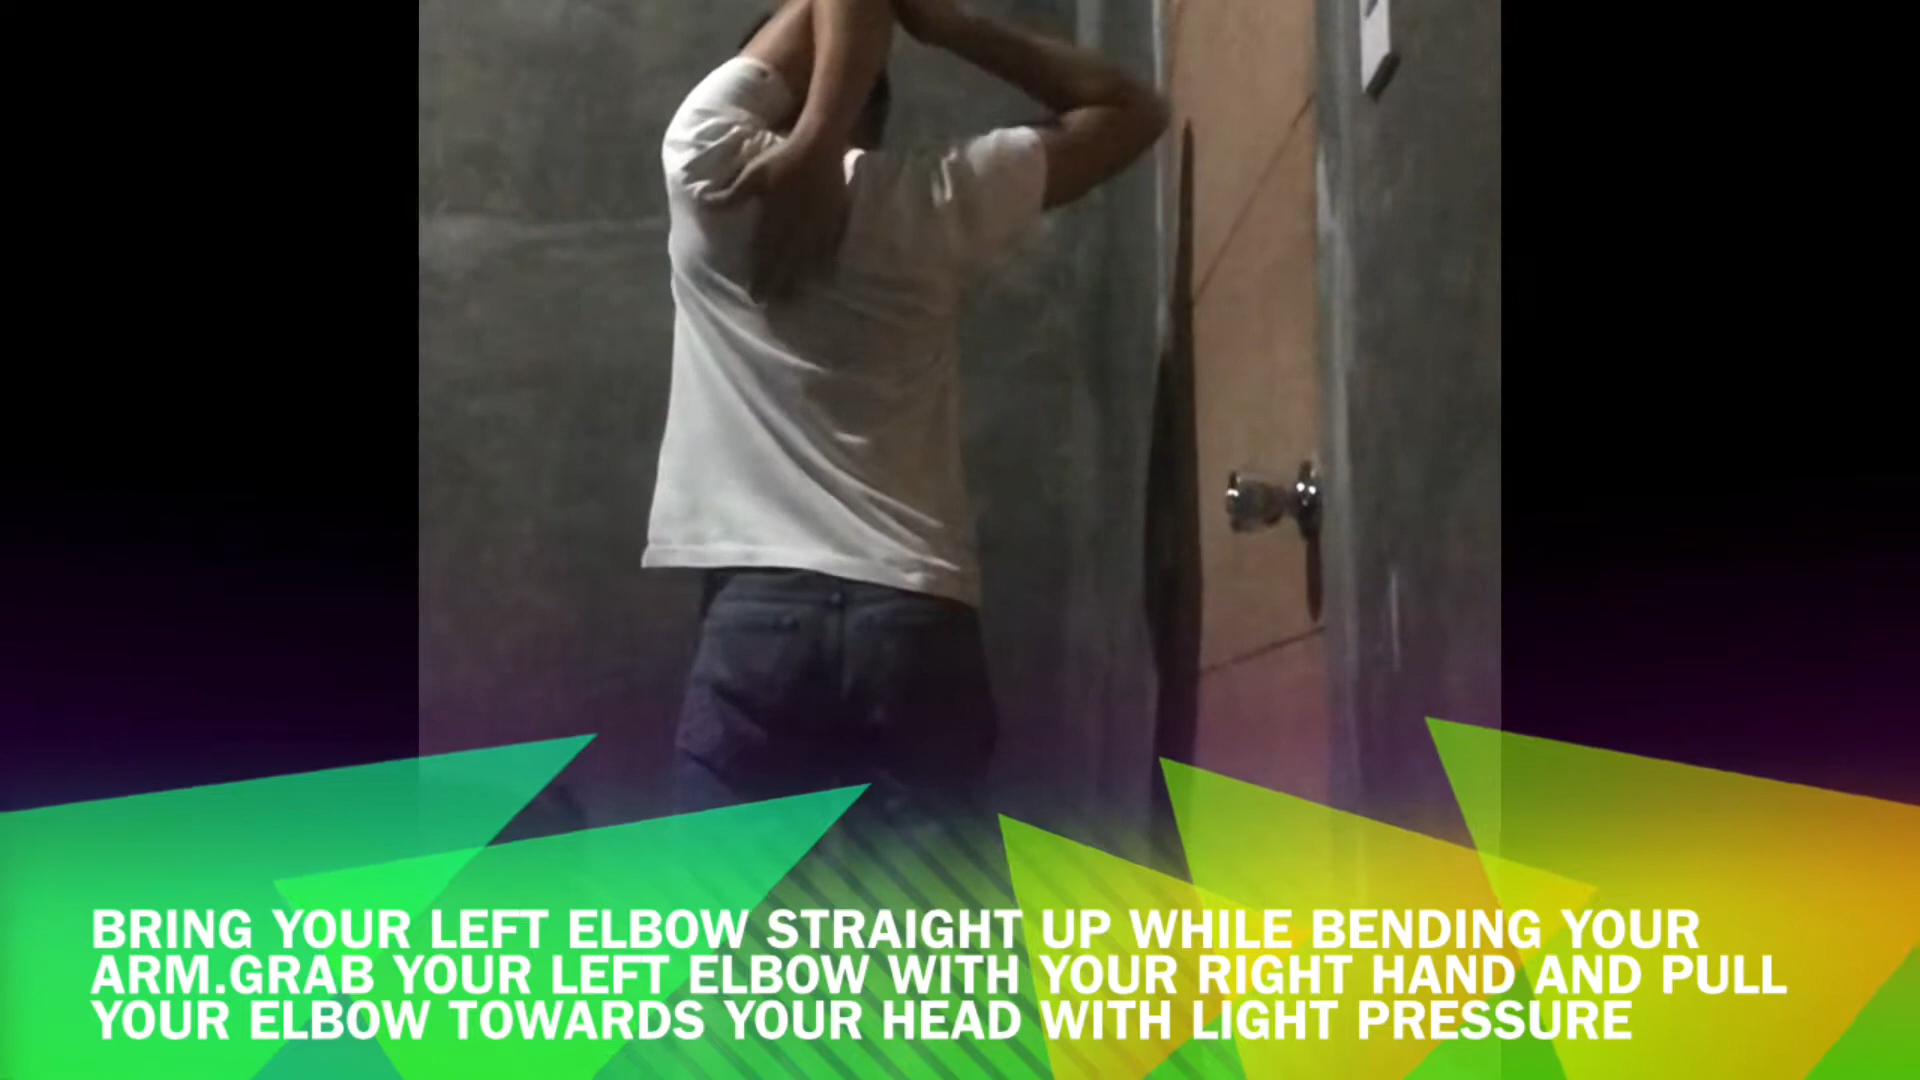 BRING YOUR LEFT ELBOW STRAIGHT UP WHILE BENDING YOUR
ARM.GRAB YOUR LEFT ELBOW WITH YOUR RIGHT HAND AND PULL
YOUR ELBOW TOWARDS YOUR HEAD WITH LIGHT PRESSURE